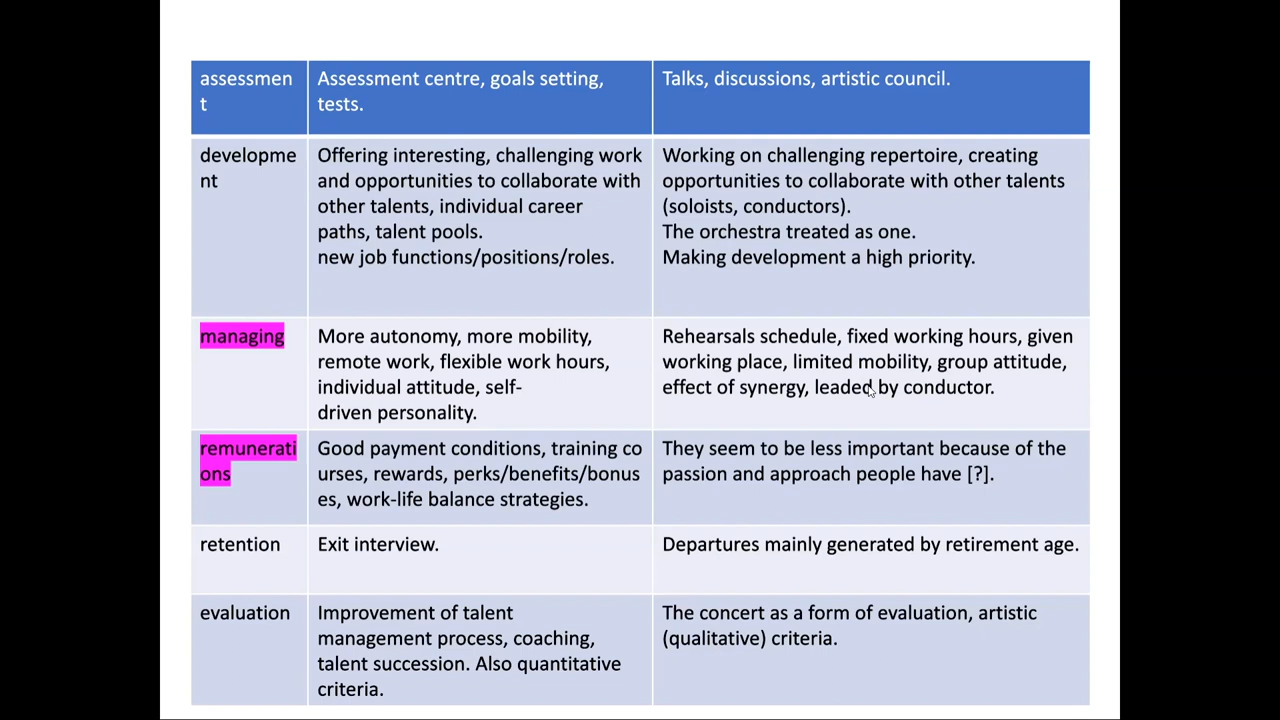 assessmen
t
Assessment centre, goals setting,
tests.
Talks, discussions, artistic council.
developme
nt
Offering interesting, challenging work
and opportunities to collaborate with
other talents, individual career
paths, talent pools.
new job functions/positions/roles.
Working on challenging repertoire, creating
opportunities to collaborate with other talents
(soloists, conductors).
The orchestra treated as one.
Making development a high priority.
managing
More autonomy, more mobility,
remote work, flexible work hours,
individual attitude, self-
driven personality.
Rehearsals schedule, fixed working hours, given
working place, limited mobility, group attitude,
effect of synergy, leaded by conductor.
remunerati
ons
Good payment conditions, training co
urses, rewards, perks/benefits/bonus
es, work-life balance strategies.
They seem to be less important because of the
passion and approach people have [?].
retention
Exit interview.
Departures mainly generated by retirement age.
evaluation
Improvement of talent
management process, coaching,
talent succession. Also quantitative
criteria.
The concert as a form of evaluation, artistic
(qualitative) criteria.